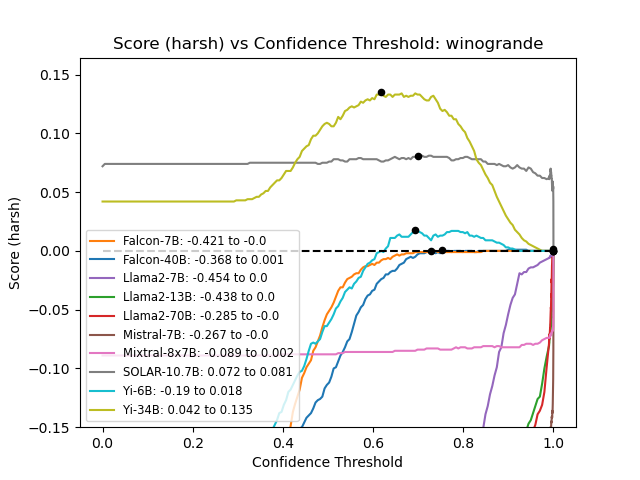 Score (harsh) vs Confidence Threshold: winogrande
Score (harsh)
0.15
0.10
0.05
0.00
−0.05
−0.10
−0.15
Falcon-7B: -0.421 to -0.0
Falcon-40B: -0.368 to 0.001
Llama2-7B: -0.454 to 0.0
Llama2-13B: -0.438 to 0.0
Llama2-70B: -0.285 to -0.0
Mistral-7B: -0.267 to -0.0
Mixtral-8x7B: -0.089 to 0.002
SOLAR-10.7B: 0.072 to 0.081
Yi-6B: -0.19 to 0.018
Yi-34B: 0.042 to 0.135
0.0 0.2 0.4 0.6 0.8 1.0
Confidence Threshold